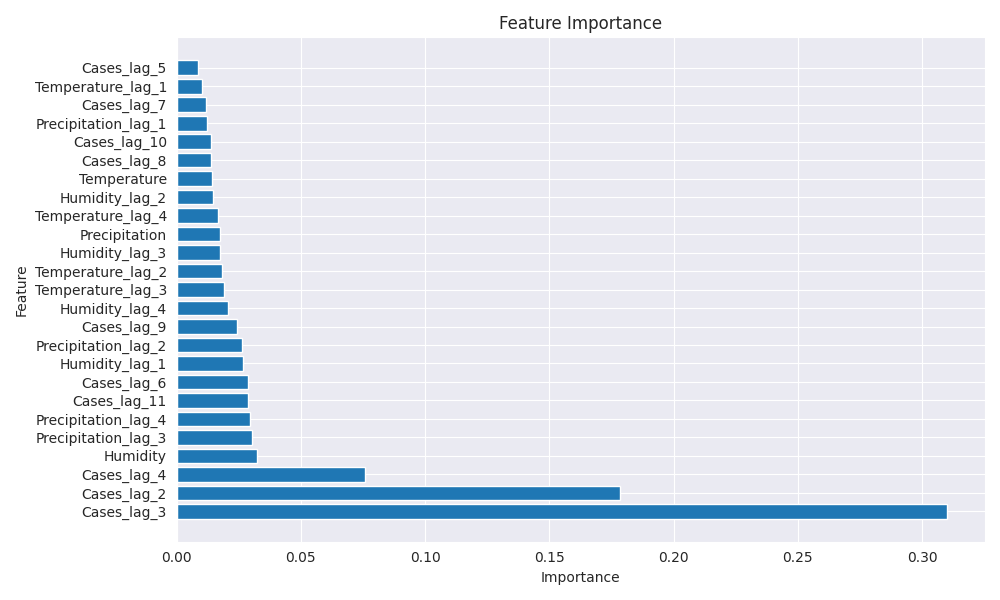 Feature Importance
Cases_lag_5
Temperature_lag_1
Cases_lag_7
Precipitation_lag_1
Cases_lag_10
Cases_lag_8
Temperature
Humidity_lag_2
Temperature_lag_4
Precipitation
Humidity_lag_3
Temperature_lag_2
Temperature_lag_3
Humidity_lag_4
Cases_lag_9
Precipitation_lag_2
Humidity_lag_1
Cases_lag_6
Cases_lag_11
Precipitation_lag_4
Precipitation_lag_3
Humidity
Cases_lag_4
Cases_lag_2
Cases_lag_3
Feature
0.00 0.05 0.10 0.15 0.20 0.25 0.30
Importance